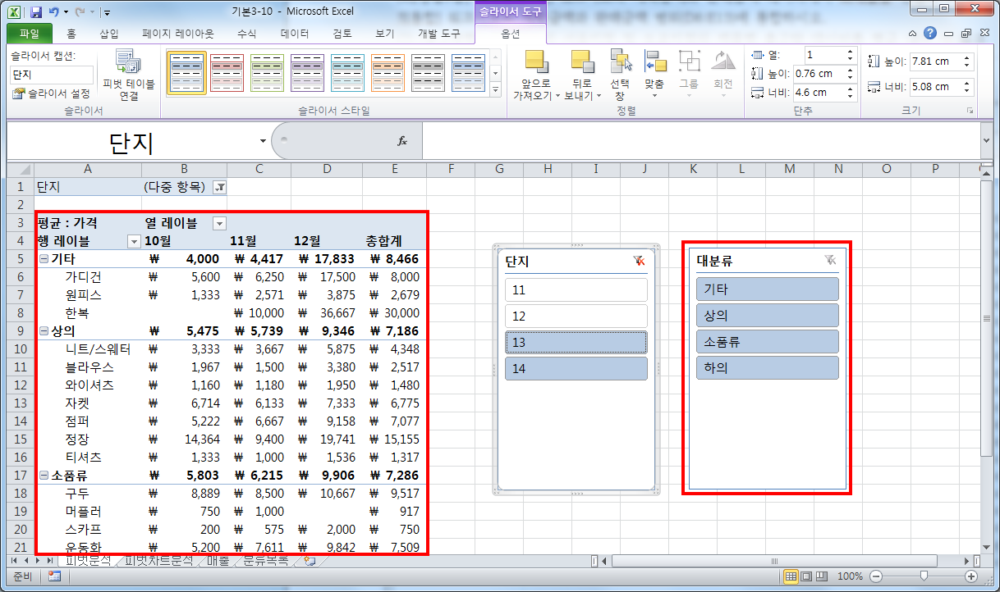 기본3-10 - Microsoft Excel
슬라이서 도구
파일 홈 삽입 페이지 레이아웃 수식 데이터 검토 보기 개발 도구 옵션
슬라이서 캡션:
단지
슬라이서 설정
피벗 테이블
연결
슬라이서
슬라이서 스타일
앞으로
가져오기
뒤로
보내기
선택
창
맞춤
그룹
회전
정렬
열: 1
높이: 0.76 cm
너비: 4.6 cm
단추
높이: 7.81 cm
너비: 5.08 cm
크기
단지 fx
A B C D E F G H I J K L M N O P
1 단지 (다중 항목)
2
3 평균 : 가격 열 레이블
4 행 레이블 10월 11월 12월 총합계
5 기타 ₩ 4,000 ₩ 4,417 ₩ 17,833 ₩ 8,466
6 가디건 ₩ 5,600 ₩ 6,250 ₩ 17,500 ₩ 8,000
7 원피스 ₩ 1,333 ₩ 2,571 ₩ 3,875 ₩ 2,679
8 한복 ₩ 10,000 ₩ 36,667 ₩ 30,000
9 상의 ₩ 5,475 ₩ 5,739 ₩ 9,346 ₩ 7,186
10 니트/스웨터 ₩ 3,333 ₩ 3,667 ₩ 5,875 ₩ 4,348
11 블라우스 ₩ 1,967 ₩ 1,500 ₩ 3,380 ₩ 2,517
12 와이셔츠 ₩ 1,160 ₩ 1,180 ₩ 1,950 ₩ 1,480
13 자켓 ₩ 6,714 ₩ 6,133 ₩ 7,333 ₩ 6,775
14 점퍼 ₩ 5,222 ₩ 6,667 ₩ 9,158 ₩ 7,077
15 정장 ₩ 14,364 ₩ 9,400 ₩ 19,741 ₩ 15,155
16 티셔츠 ₩ 1,333 ₩ 1,000 ₩ 1,536 ₩ 1,317
17 소품류 ₩ 5,803 ₩ 6,215 ₩ 9,906 ₩ 7,286
18 구두 ₩ 8,889 ₩ 8,500 ₩ 10,667 ₩ 9,517
19 머플러 ₩ 750 ₩ 1,000 ₩ 917
20 스카프 ₩ 200 ₩ 575 ₩ 2,000 ₩ 750
21 운동화 ₩ 5,200 ₩ 7,611 ₩ 9,842 ₩ 7,509
단지
11
12
13
14
대분류
기타
상의
소품류
하의
피벗분석 피벗차트분석 매출 분류목록
준비 100%